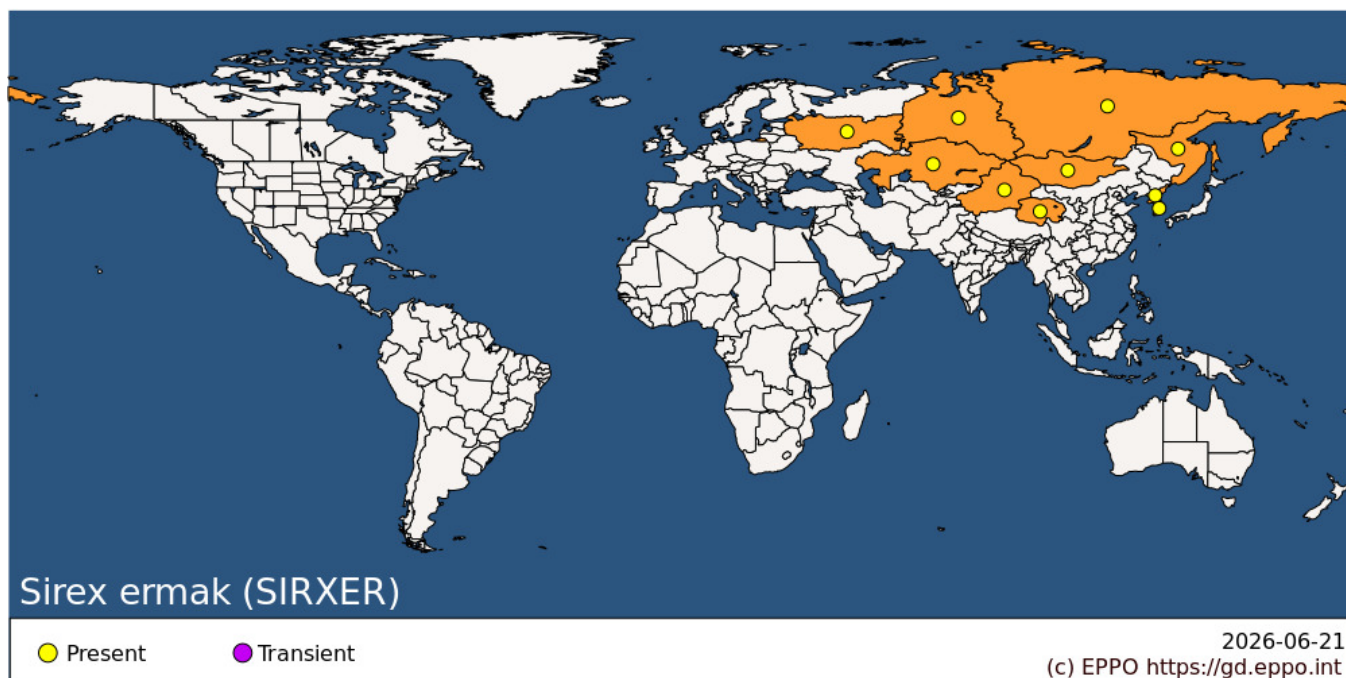 Sirex ermak (SIRXER)
Present
Transient
2026-06-21
(c) EPPO https://gd.eppo.int